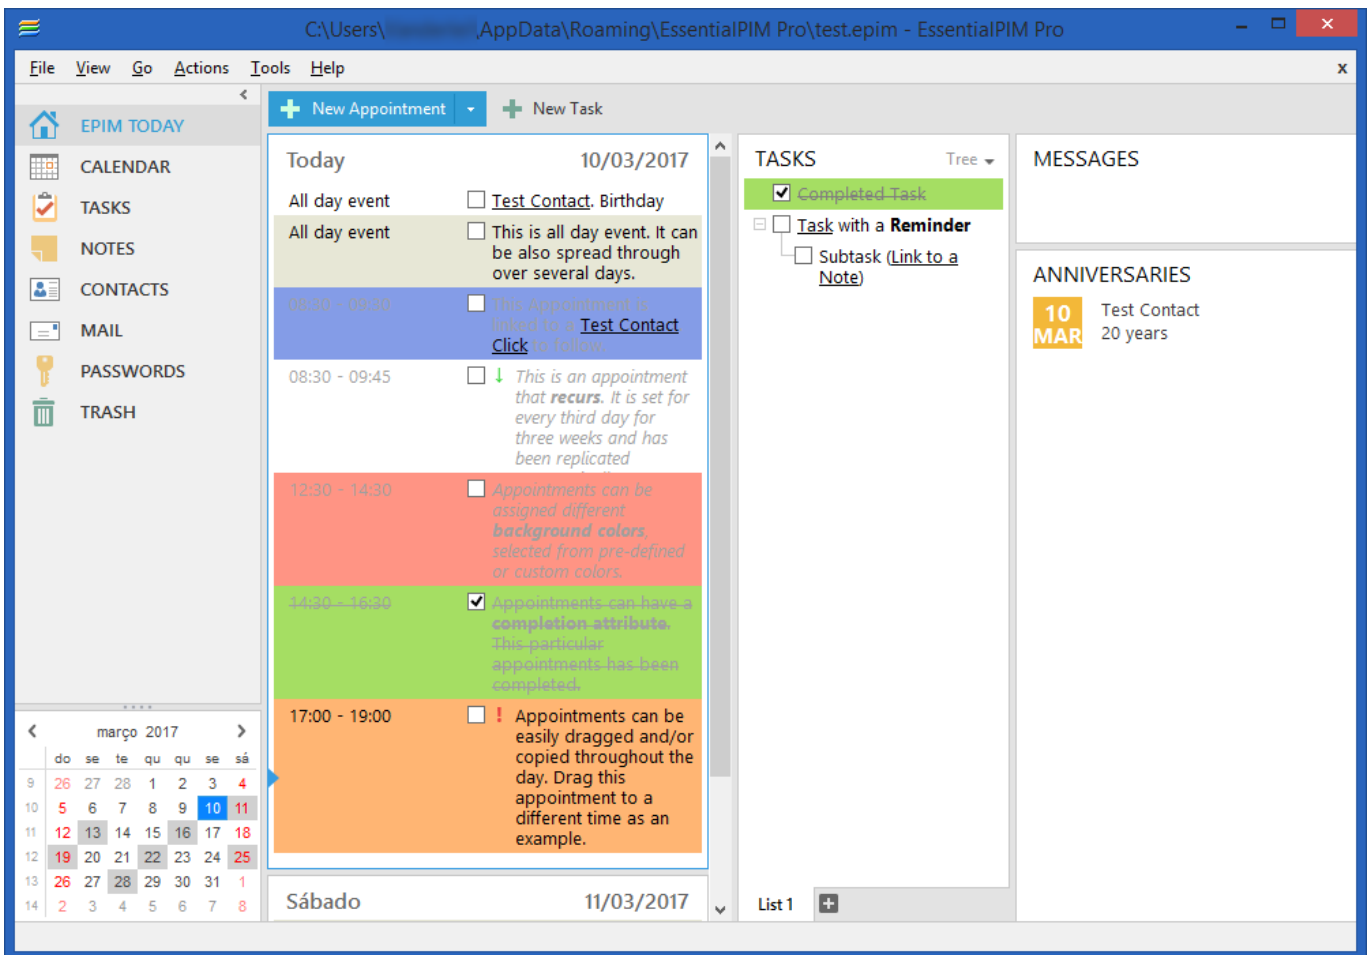 C:\Users\ \AppData\Roaming\EssentialPIM Pro\test.epim - EssentialPIM Pro
File View Go Actions Tools Help x
EPIM TODAY
CALENDAR
TASKS
NOTES
CONTACTS
MAIL
PASSWORDS
TRASH
março 2017
do se te qu qu se sá
9 26 27 28 1 2 3 4
10 5 6 7 8 9 10 11
11 12 13 14 15 16 17 18
12 19 20 21 22 23 24 25
13 26 27 28 29 30 31 1
14 2 3 4 5 6 7 8
New Appointment New Task
Today 10/03/2017
All day event Test Contact. Birthday
All day event This is all day event. It can
be also spread through
over several days.
08:30 - 09:30 This Appointment is
linked to a Test Contact
Click to follow.
08:30 - 09:45 ↓ This is an appointment
that recurs. It is set for
every third day for
three weeks and has
been replicated
12:30 - 14:30 Appointments can be
assigned different
background colors,
selected from pre-defined
or custom colors.
14:30 - 16:30 Appointments can have a
completion attribute.
This particular
appointments has been
completed.
17:00 - 19:00 ! Appointments can be
easily dragged and/or
copied throughout the
day. Drag this
appointment to a
different time as an
example.
Sábado 11/03/2017
TASKS Tree
Completed Task
Task with a Reminder
Subtask (Link to a
Note)
List 1
MESSAGES
ANNIVERSARIES
10 Test Contact
MAR 20 years